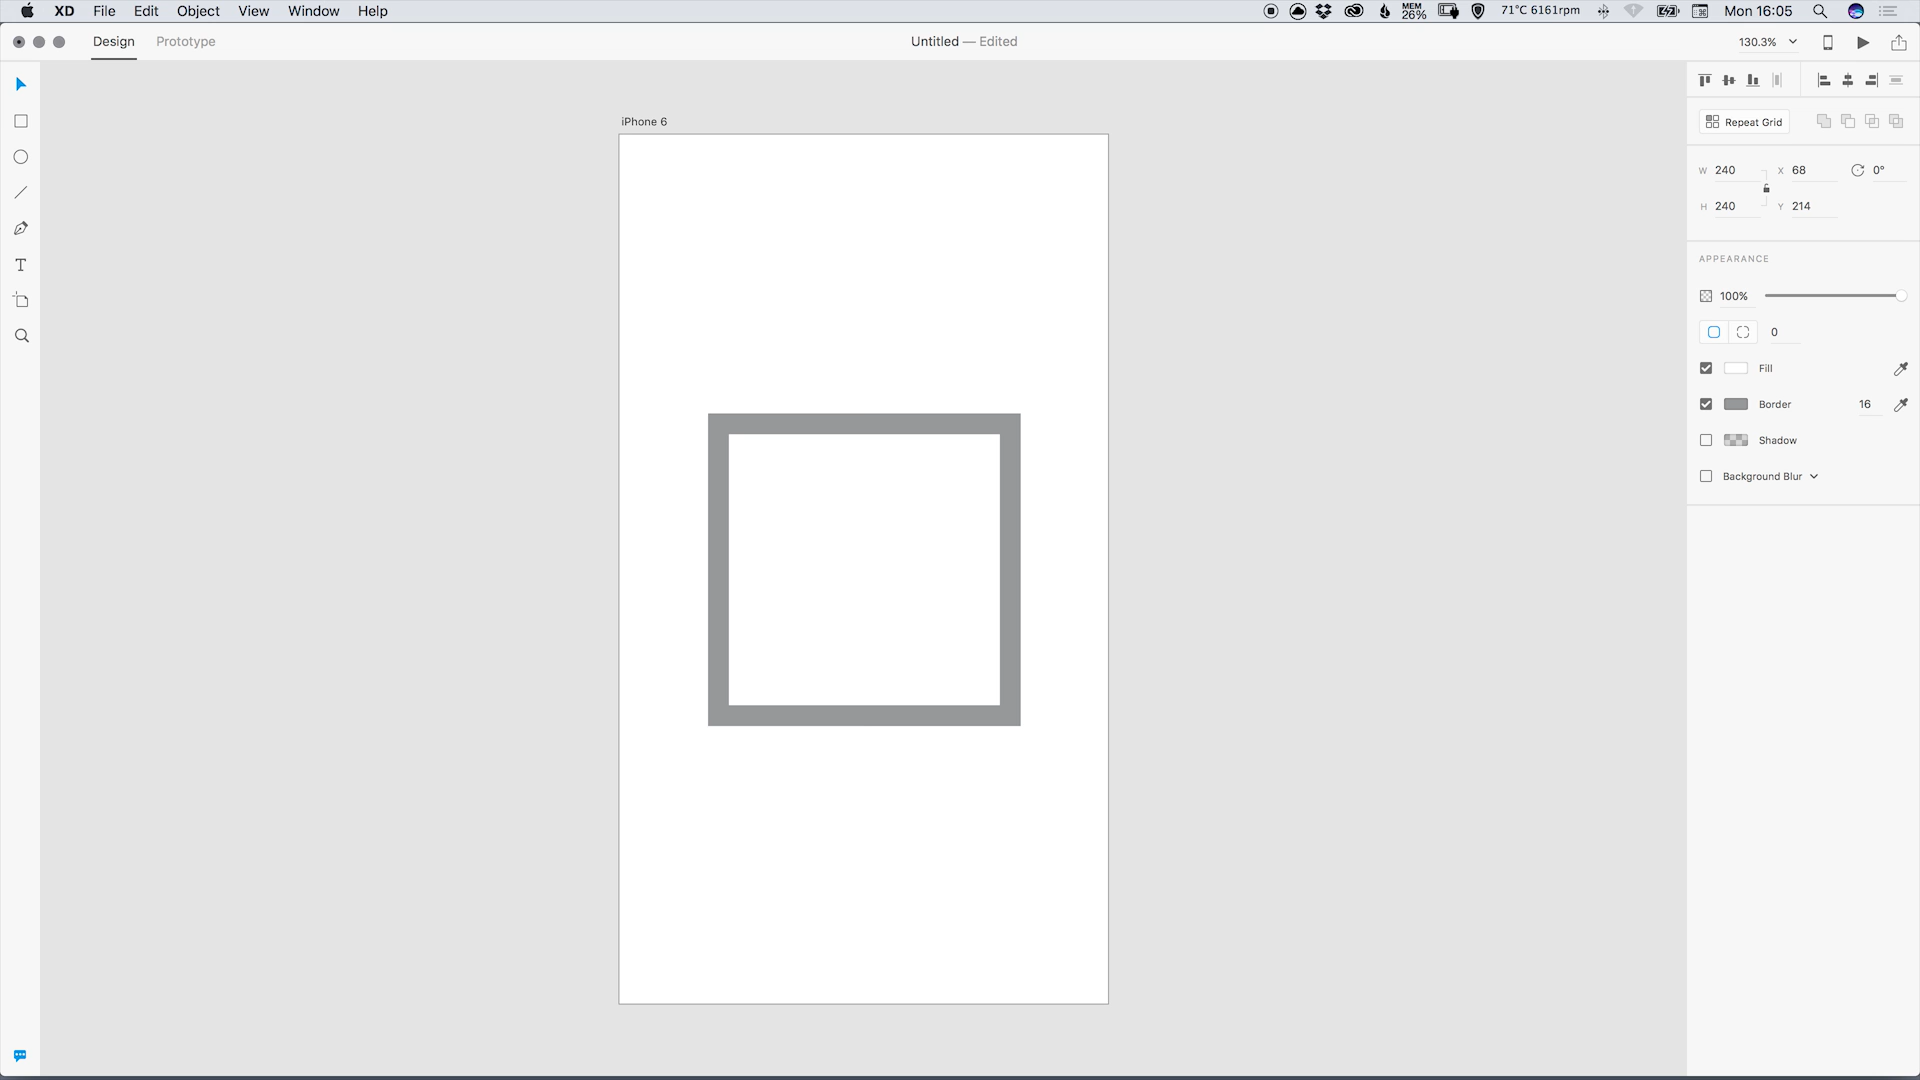 XD File Edit Object View Window Help MEM 26% 71°C 6161rpm Mon 16:05
Design Prototype Untitled — Edited 130.3%
iPhone 6
Repeat Grid
W 240 X 68 0°
H 240 Y 214
APPEARANCE
100%
0
Fill
Border 16
Shadow
Background Blur
T